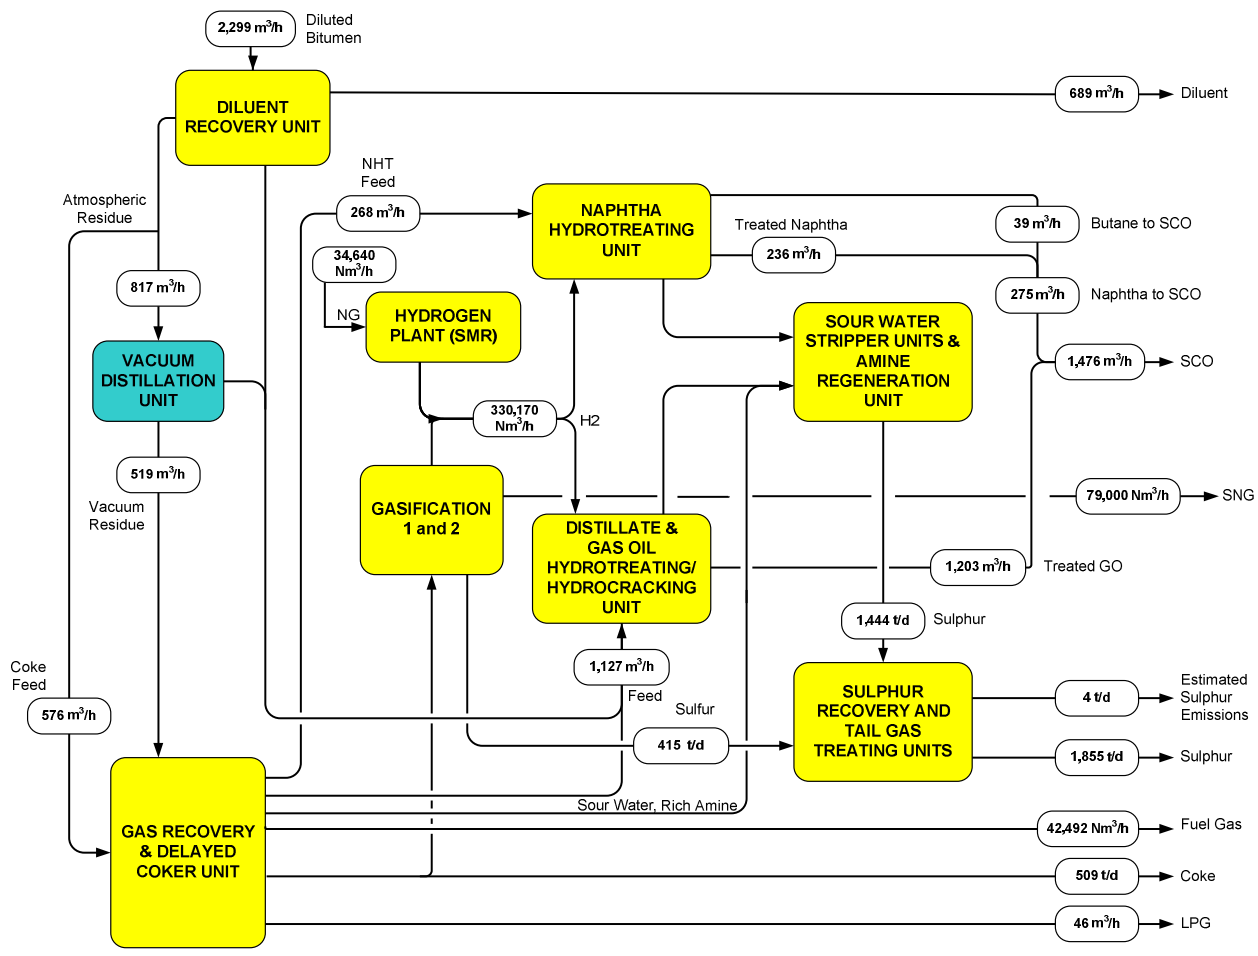 2,299 m³/h
Diluted
Bitumen
DILUENT
RECOVERY UNIT
689 m³/h
Diluent
NHT
Feed
268 m³/h
Atmospheric
Residue
NAPHTHA
HYDROTREATING
UNIT
Treated Naphtha
236 m³/h
39 m³/h
Butane to SCO
34,640
Nm³/h
NG
HYDROGEN
PLANT (SMR)
817 m³/h
275 m³/h
Naphtha to SCO
SOUR WATER
STRIPPER UNITS &
AMINE
REGENERATION
UNIT
VACUUM
DISTILLATION
UNIT
1,476 m³/h
SCO
330,170
Nm³/h
H2
519 m³/h
Vacuum
Residue
GASIFICATION
1 and 2
79,000 Nm³/h
SNG
DISTILLATE &
GAS OIL
HYDROTREATING/
HYDROCRACKING
UNIT
1,203 m³/h
Treated GO
1,444 t/d
Sulphur
1,127 m³/h
Feed
Coke
Feed
576 m³/h
Sulfur
415 t/d
SULPHUR
RECOVERY AND
TAIL GAS
TREATING UNITS
4 t/d
Estimated
Sulphur
Emissions
1,855 t/d
Sulphur
GAS RECOVERY
& DELAYED
COKER UNIT
Sour Water, Rich Amine
42,492 Nm³/h
Fuel Gas
509 t/d
Coke
46 m³/h
LPG